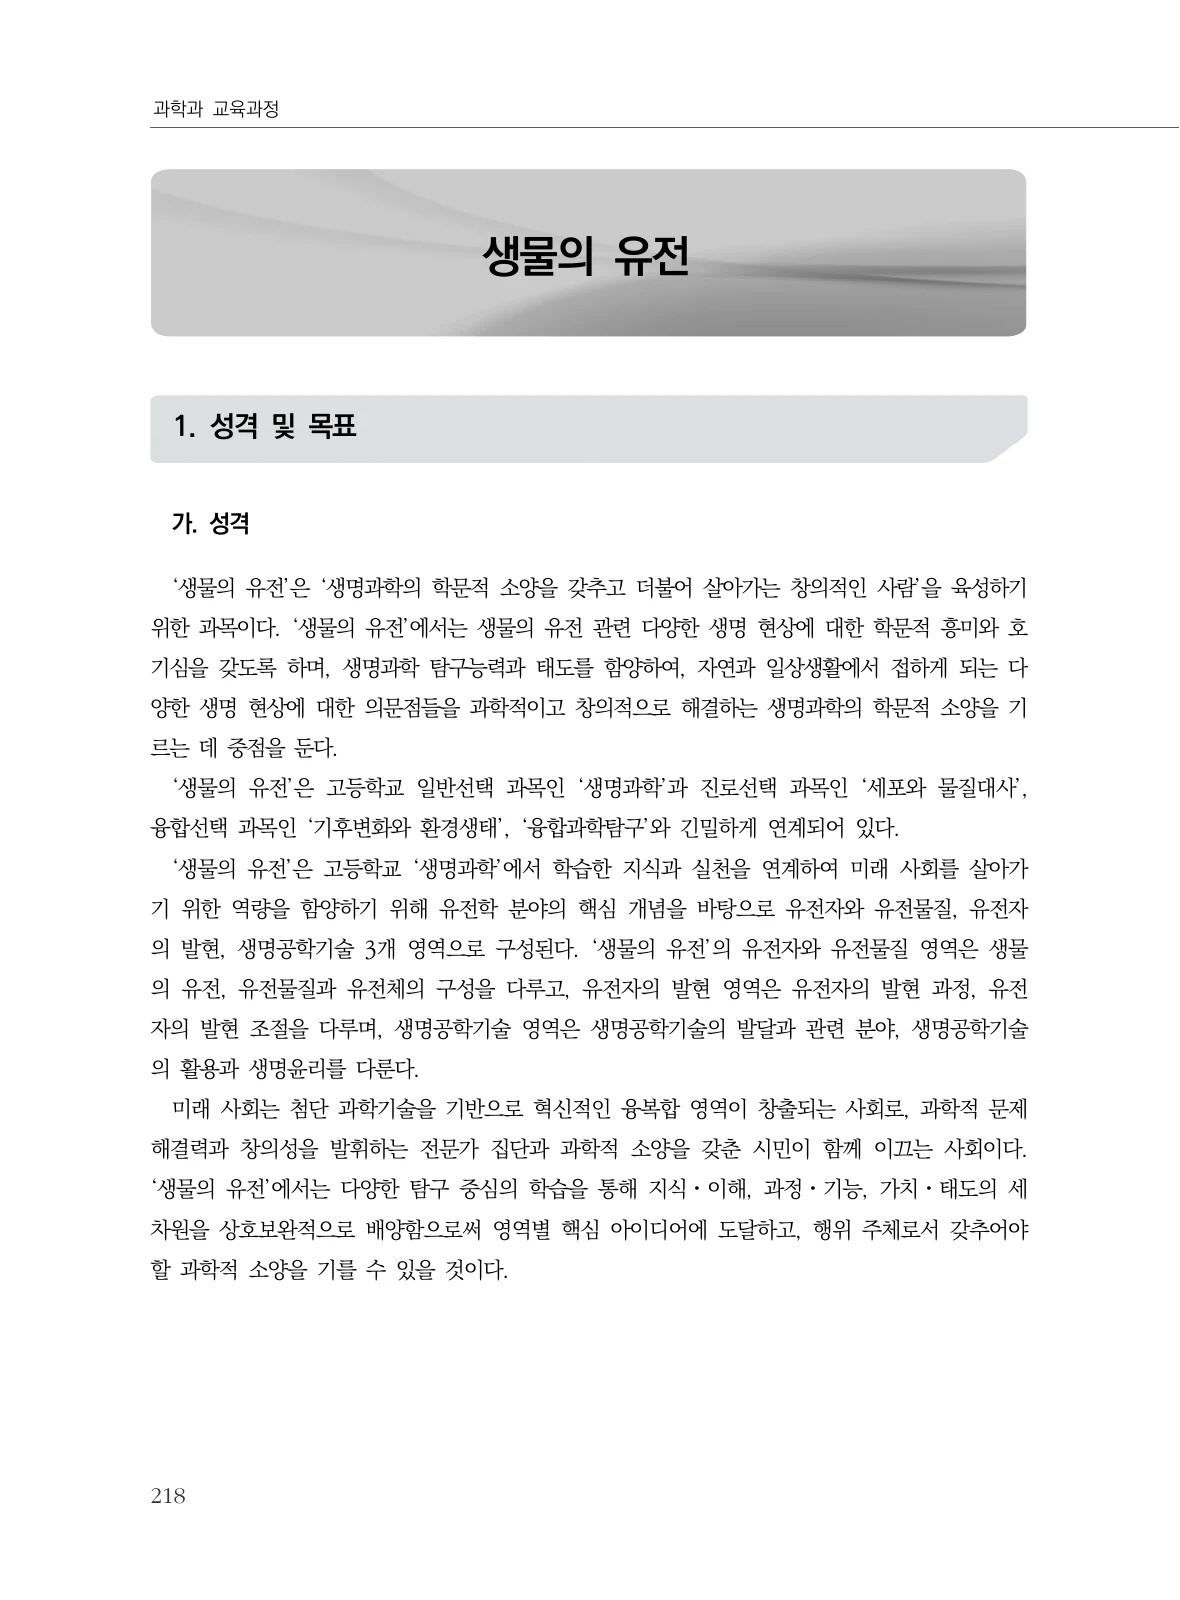 과학과 교육과정
생물의 유전
1. 성격 및 목표
가. 성격
‘생물의 유전’은 ‘생명과학의 학문적 소양을 갖추고 더불어 살아가는 창의적인 사람’을 육성하기
위한 과목이다. ‘생물의 유전’에서는 생물의 유전 관련 다양한 생명 현상에 대한 학문적 흥미와 호
기심을 갖도록 하며, 생명과학 탐구능력과 태도를 함양하여, 자연과 일상생활에서 접하게 되는 다
양한 생명 현상에 대한 의문점들을 과학적이고 창의적으로 해결하는 생명과학의 학문적 소양을 기
르는 데 중점을 둔다.
‘생물의 유전’은 고등학교 일반선택 과목인 ‘생명과학’과 진로선택 과목인 ‘세포와 물질대사’,
융합선택 과목인 ‘기후변화와 환경생태’, ‘융합과학탐구’와 긴밀하게 연계되어 있다.
‘생물의 유전’은 고등학교 ‘생명과학’에서 학습한 지식과 실천을 연계하여 미래 사회를 살아가
기 위한 역량을 함양하기 위해 유전학 분야의 핵심 개념을 바탕으로 유전자와 유전물질, 유전자
의 발현, 생명공학기술 3개 영역으로 구성된다. ‘생물의 유전’의 유전자와 유전물질 영역은 생물
의 유전, 유전물질과 유전체의 구성을 다루고, 유전자의 발현 영역은 유전자의 발현 과정, 유전
자의 발현 조절을 다루며, 생명공학기술 영역은 생명공학기술의 발달과 관련 분야, 생명공학기술
의 활용과 생명윤리를 다룬다.
미래 사회는 첨단 과학기술을 기반으로 혁신적인 융복합 영역이 창출되는 사회로, 과학적 문제
해결력과 창의성을 발휘하는 전문가 집단과 과학적 소양을 갖춘 시민이 함께 이끄는 사회이다.
‘생물의 유전’에서는 다양한 탐구 중심의 학습을 통해 지식・이해, 과정・기능, 가치・태도의 세
차원을 상호보완적으로 배양함으로써 영역별 핵심 아이디어에 도달하고, 행위 주체로서 갖추어야
할 과학적 소양을 기를 수 있을 것이다.
218